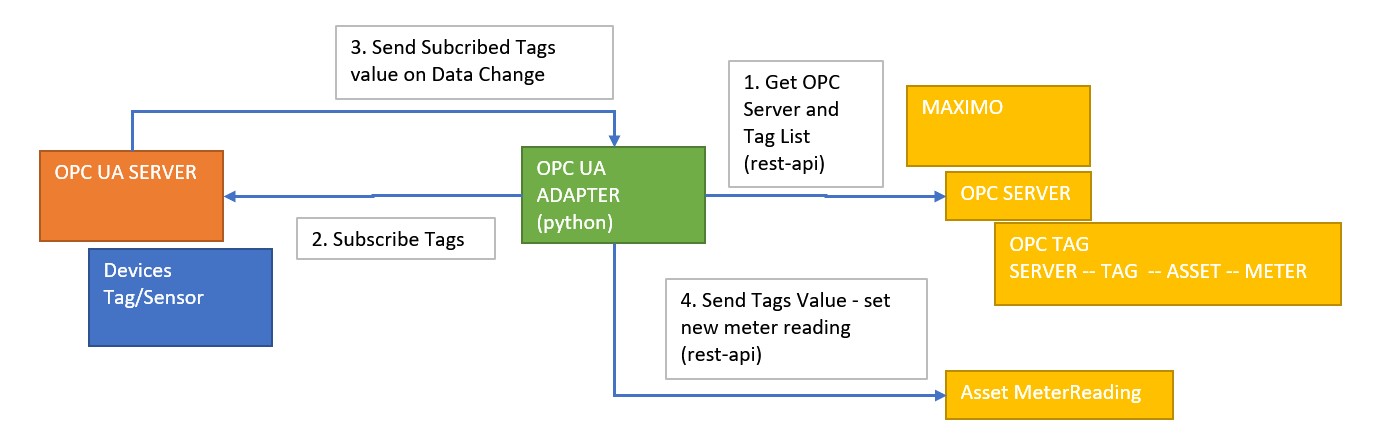 3. Send Subcribed Tags
value on Data Change
1. Get OPC
Server and
Tag List
(rest-api)
MAXIMO
OPC UA SERVER
OPC UA
ADAPTER
(python)
OPC SERVER
2. Subscribe Tags
OPC TAG
SERVER -- TAG  -- ASSET -- METER
Devices
Tag/Sensor
4. Send Tags Value - set
new meter reading
(rest-api)
Asset MeterReading